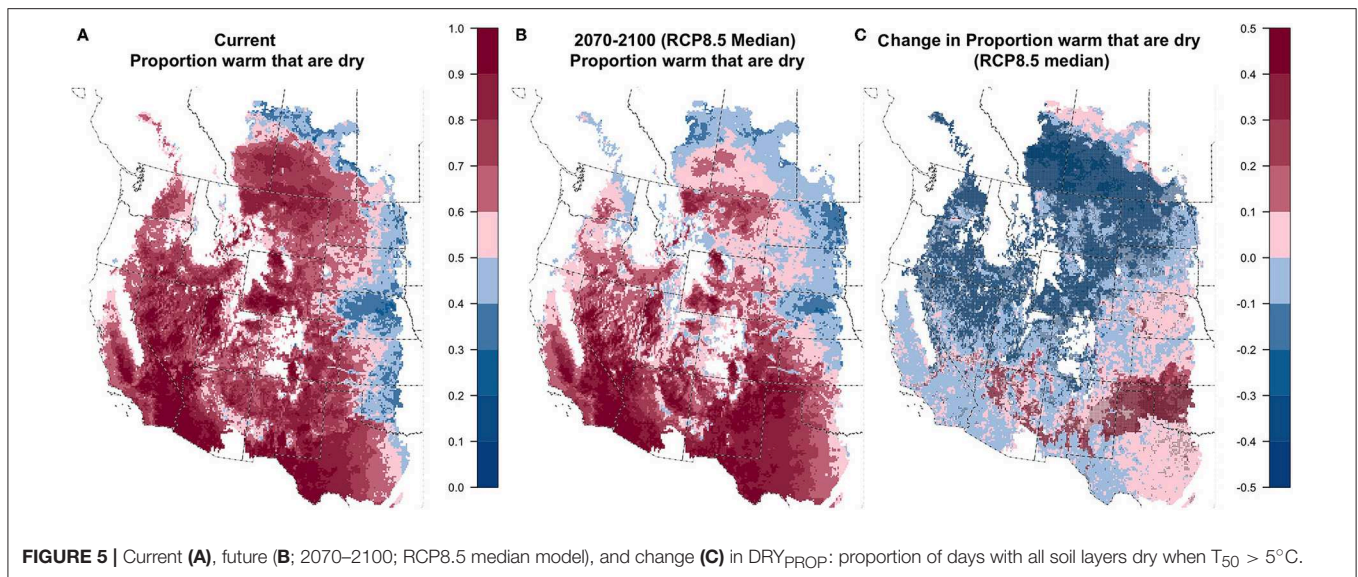 A
Current
Proportion warm that are dry
1.0
0.9
0.8
0.7
0.6
0.5
0.4
0.3
0.2
0.1
0.0
B
2070-2100 (RCP8.5 Median)
Proportion warm that are dry
C
Change in Proportion warm that are dry
(RCP8.5 median)
0.5
0.4
0.3
0.2
0.1
0.0
-0.1
-0.2
-0.3
-0.4
-0.5
FIGURE 5 | Current (A), future (B; 2070–2100; RCP8.5 median model), and change (C) in DRYPROP: proportion of days with all soil layers dry when T50 > 5°C.